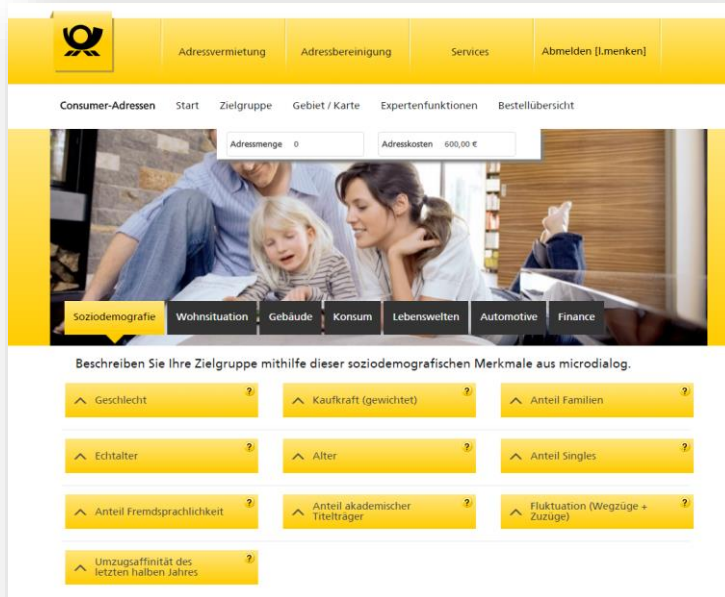 Adressvermietung Adressbereinigung Services Abmelden [l.menken]
Consumer-Adressen Start Zielgruppe Gebiet / Karte Expertenfunktionen Bestellübersicht
Adressmenge 0 Adresskosten 600,00 €
Soziodemografie Wohnsituation Gebäude Konsum Lebenswelten Automotive Finance
Beschreiben Sie Ihre Zielgruppe mithilfe dieser soziodemografischen Merkmale aus microdialog.
Geschlecht ? Kaufkraft (gewichtet) ? Anteil Familien ?
Echtalter ? Alter ? Anteil Singles ?
Anteil Fremdsprachlichkeit ?
Anteil akademischer ?
Titelträger
Fluktuation (Wegzüge + ?
Zuzüge)
Umzugsaffinität des ?
letzten halben Jahres